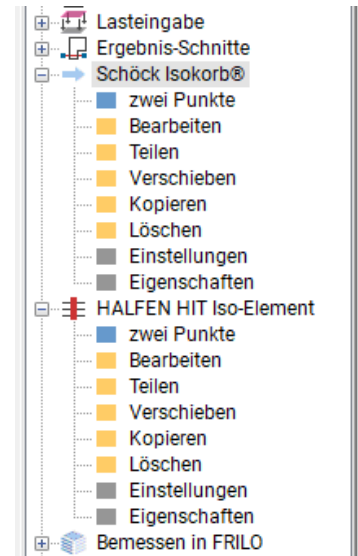 Lasteingabe
Ergebnis-Schnitte
Schöck Isokorb®
zwei Punkte
Bearbeiten
Teilen
Verschieben
Kopieren
Löschen
Einstellungen
Eigenschaften
HALFEN HIT Iso-Element
zwei Punkte
Bearbeiten
Teilen
Verschieben
Kopieren
Löschen
Einstellungen
Eigenschaften
Bemessen in FRILO